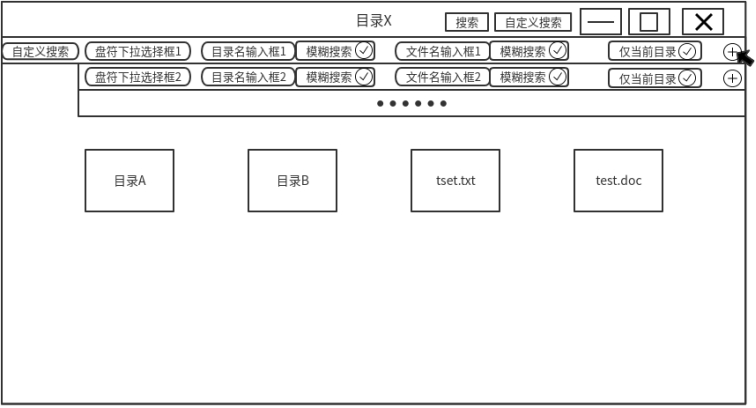 目录X 搜索 自定义搜索
自定义搜索 盘符下拉选择框1 目录名输入框1 模糊搜索 文件名输入框1 模糊搜索 仅当前目录
盘符下拉选择框2 目录名输入框2 模糊搜索 文件名输入框2 模糊搜索 仅当前目录
目录A 目录B tset.txt test.doc